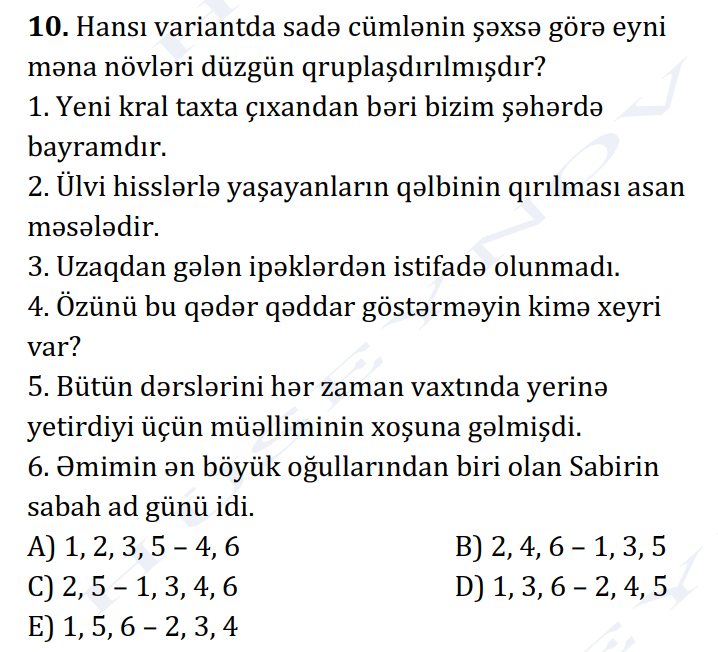 10. Hansı variantda sadə cümlənin şəxsə görə eyni
məna növləri düzgün qruplaşdırılmışdır?
1. Yeni kral taxta çıxandan bəri bizim şəhərdə
bayramdır.
2. Ülvi hisslərlə yaşayanların qəlbinin qırılması asan
məsələdir.
3. Uzaqdan gələn ipəklərdən istifadə olunmadı.
4. Özünü bu qədər qəddar göstərməyin kimə xeyri
var?
5. Bütün dərslərini hər zaman vaxtında yerinə
yetirdiyi üçün müəlliminin xoşuna gəlmişdi.
6. Əmimin ən böyük oğullarından biri olan Sabirin
sabah ad günü idi.
A) 1, 2, 3, 5 – 4, 6 B) 2, 4, 6 – 1, 3, 5
C) 2, 5 – 1, 3, 4, 6 D) 1, 3, 6 – 2, 4, 5
E) 1, 5, 6 – 2, 3, 4